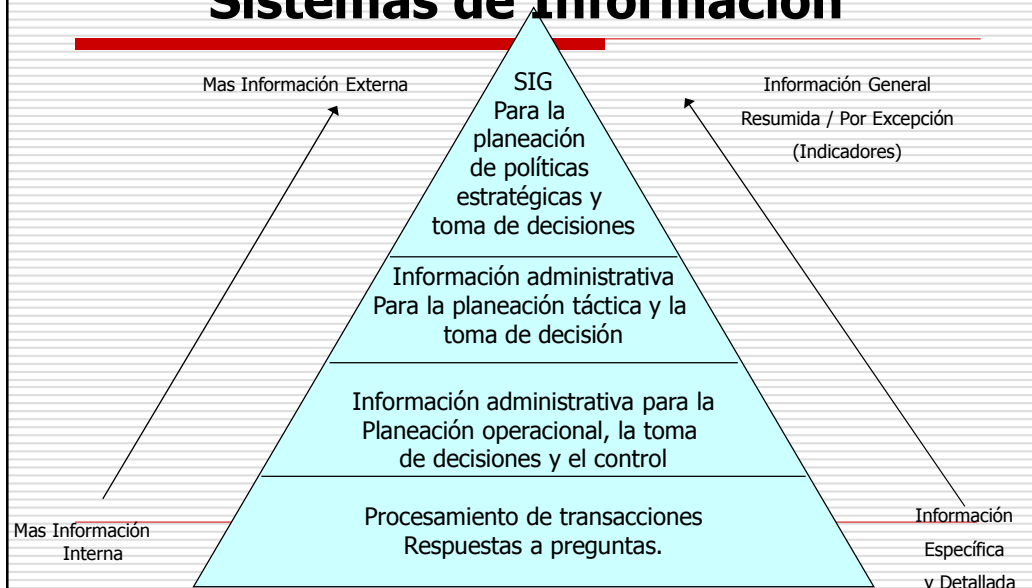 Sistemas de Información
Mas Información Externa
SIG
Para la
planeación
de políticas
estratégicas y
toma de decisiones
Información General
Resumida / Por Excepción
(Indicadores)
Información administrativa
Para la planeación táctica y la
toma de decisión
Información administrativa para la
Planeación operacional, la toma
de decisiones y el control
Procesamiento de transacciones
Respuestas a preguntas.
Mas Información
Interna
Información
Específica
y Detallada